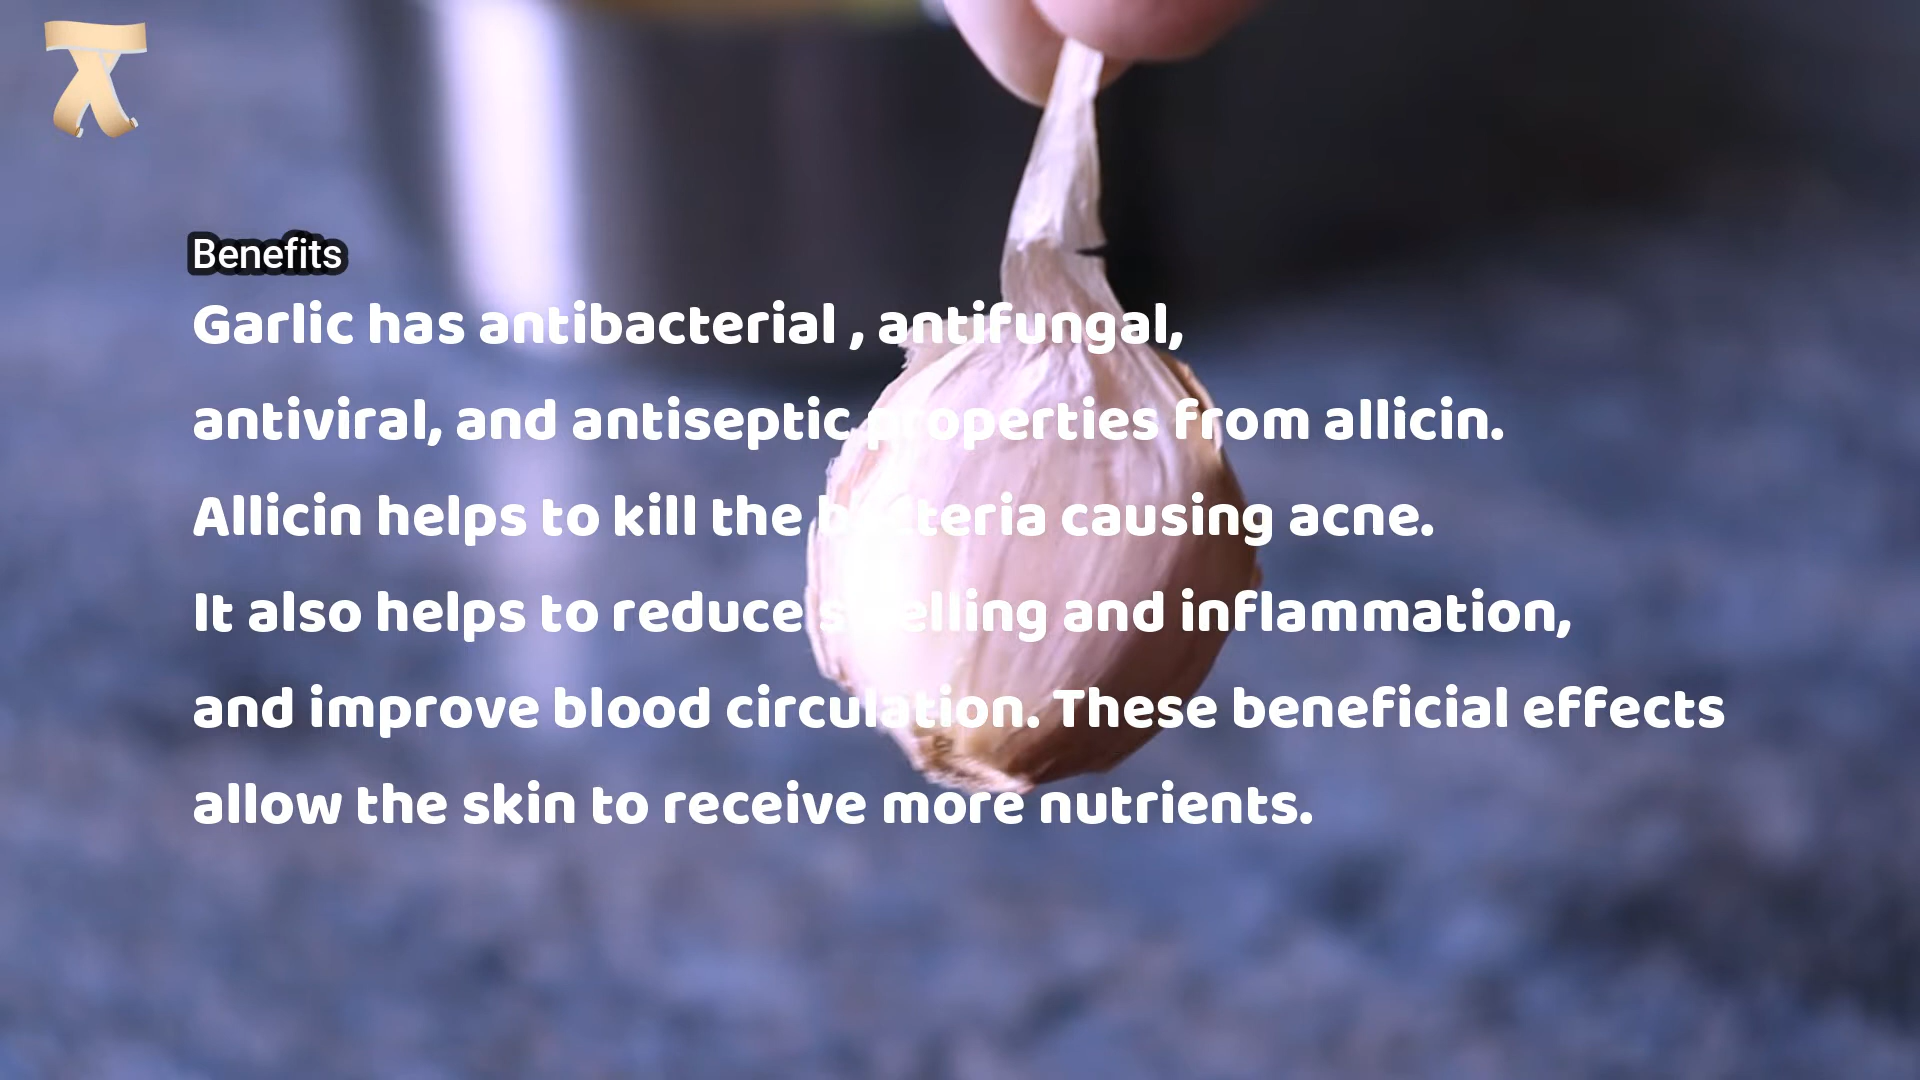 Benefits
Garlic has antibacterial , antifungal,
antiviral, and antiseptic properties from allicin.
Allicin helps to kill the bacteria causing acne.
It also helps to reduce swelling and inflammation,
and improve blood circulation. These beneficial effects
allow the skin to receive more nutrients.